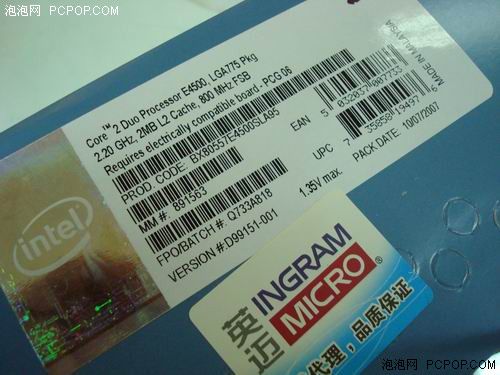 泡泡网 PCPOP.COM
Core™ 2 Duo Processor E4500, LGA775 Pkg
2.20 GHz, 2MB L2 Cache, 800 MHz FSB
Requires electrically compatible board - PCG 06
PROD. CODE: BX80557E4500SLA95
MM #: 891563
FPO/BATCH #: Q733A818
VERSION #: D99151-001
1.35V max.
EAN
5 032037 007733
UPC
7 35858 19497
PACK DATE: 10/07/2007
MADE IN MALAYSIA
intel
英迈
INGRAM
MICRO
代理,品质保证
泡泡网 PCPOP.COM